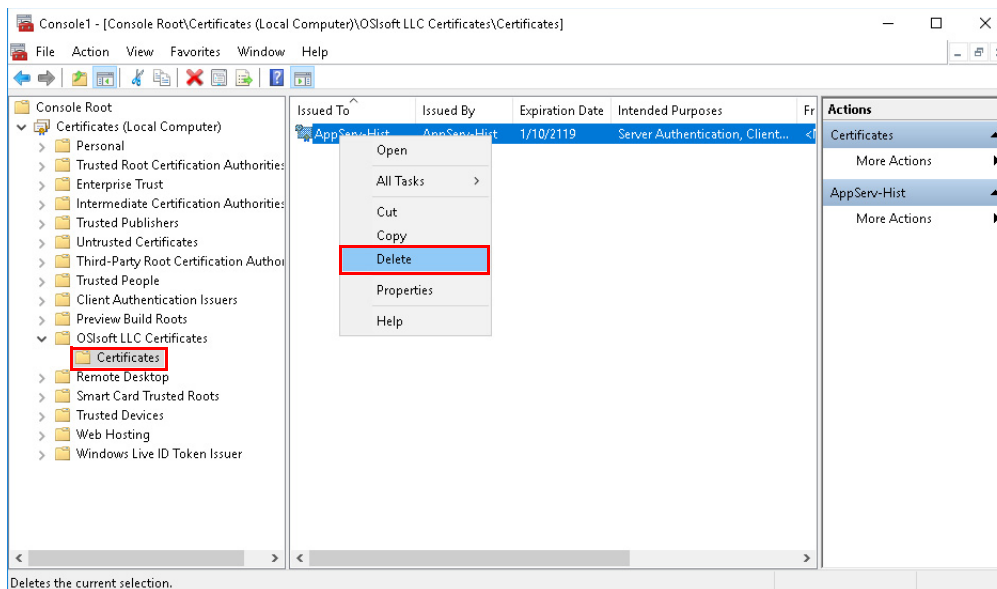 Console1 - [Console Root\Certificates (Local Computer)\OSIsoft LLC Certificates\Certificates]
File Action View Favorites Window Help
Console Root
Certificates (Local Computer)
Personal
Trusted Root Certification Authorities
Enterprise Trust
Intermediate Certification Authorities
Trusted Publishers
Untrusted Certificates
Third-Party Root Certification Author
Trusted People
Client Authentication Issuers
Preview Build Roots
OSIsoft LLC Certificates
Certificates
Remote Desktop
Smart Card Trusted Roots
Trusted Devices
Web Hosting
Windows Live ID Token Issuer
Issued To Issued By Expiration Date Intended Purposes Fr
AppServ-Hist AppServ-Hist 1/10/2119 Server Authentication, Client...
Open
All Tasks
Cut
Copy
Delete
Properties
Help
Actions
Certificates
More Actions
AppServ-Hist
More Actions
Deletes the current selection.